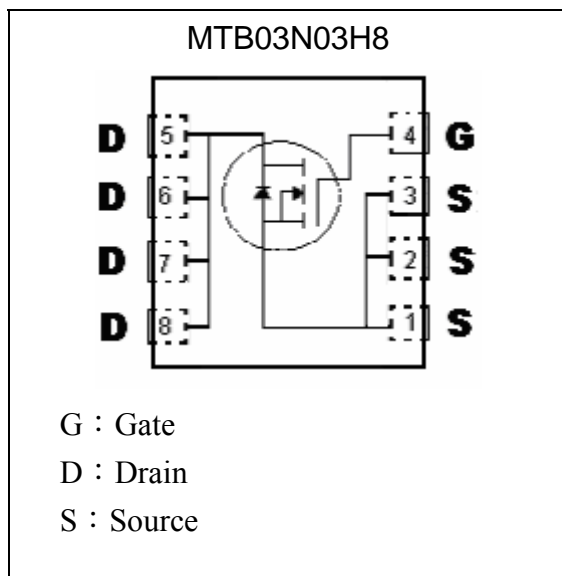 MTB03N03H8
D 5 4 G
D 6 3 S
D 7 2 S
D 8 1 S
G：Gate
D：Drain
S：Source